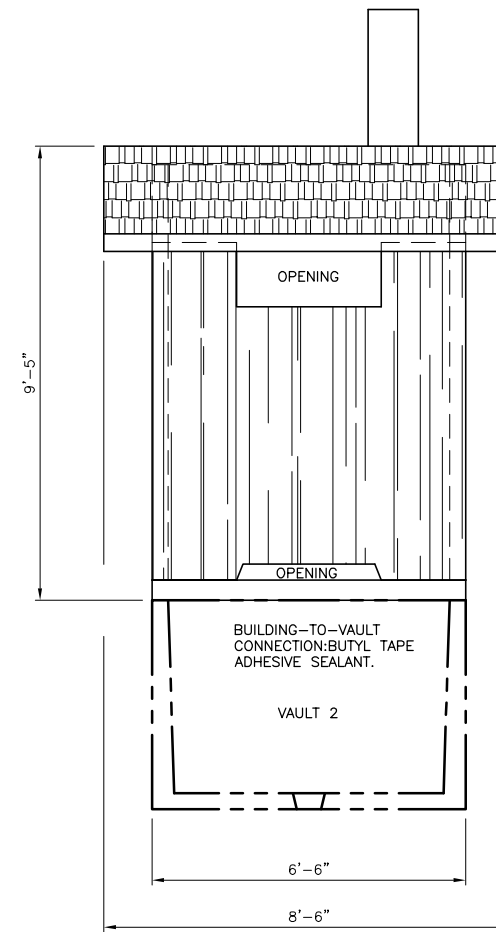 OPENING
9'-5"
OPENING
BUILDING-TO-VAULT
CONNECTION:BUTYL TAPE
ADHESIVE SEALANT.
VAULT 2
6'-6"
8'-6"